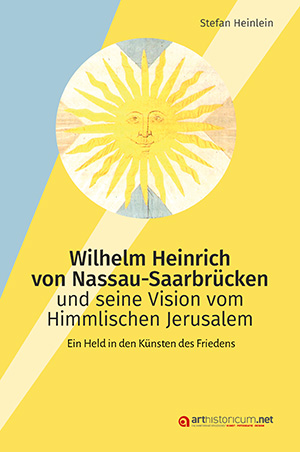 Stefan Heinlein
Wilhelm Heinrich
von Nassau-Saarbrücken
und seine Vision vom
Himmlischen Jerusalem
Ein Held in den Künsten des Friedens
arthistoricum.net